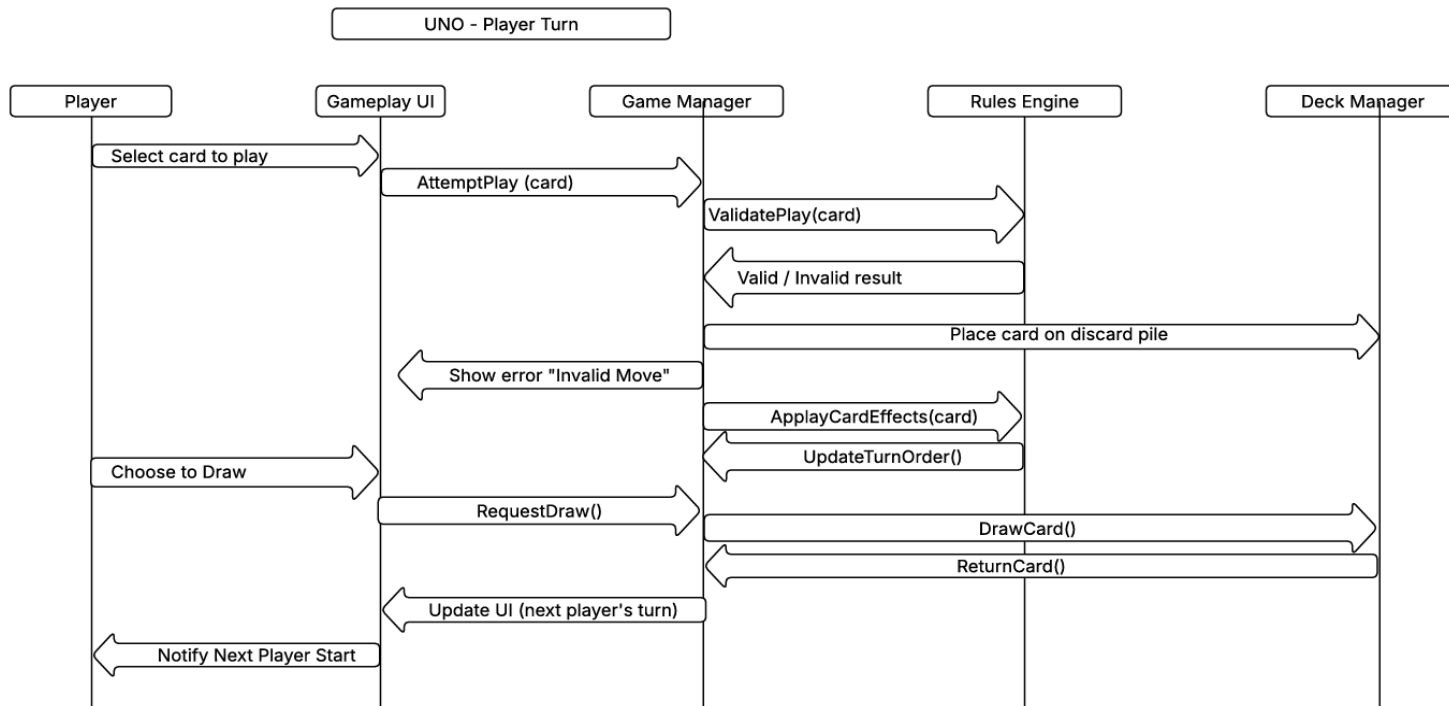 UNO - Player Turn
Player
Gameplay UI
Game Manager
Rules Engine
Deck Manager
Select card to play
AttemptPlay (card)
ValidatePlay(card)
Valid / Invalid result
Place card on discard pile
Show error "Invalid Move"
ApplayCardEffects(card)
UpdateTurnOrder()
Choose to Draw
RequestDraw()
DrawCard()
ReturnCard()
Update UI (next player's turn)
Notify Next Player Start